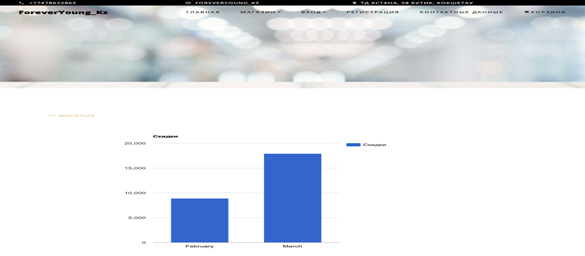 +77478622865 FOREVERYOUNG_KZ ТД АСТАНА, 58 БУТИК, КОКШЕТАУ
ForeverYoung_Kz ГЛАВНАЯ МАГАЗИН ВХОД РЕГИСТРАЦИЯ КОНТАКТНЫЕ ДАННЫЕ КОРЗИНА
<< вернуться
Скидки
20,000
Скидки
15,000
10,000
5,000
0
February March